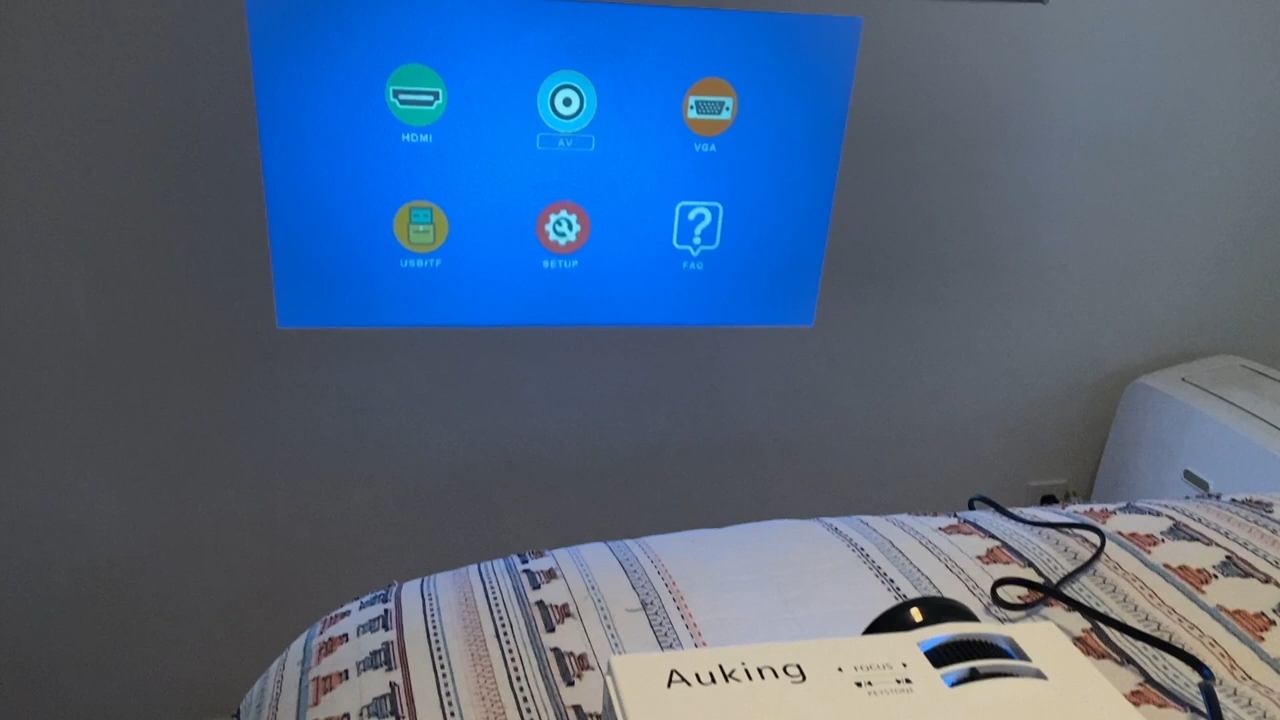 HDMI
AV
VGA
USB/TF
SETUP
FAQ
Auking
FOCUS
KEYSTONE